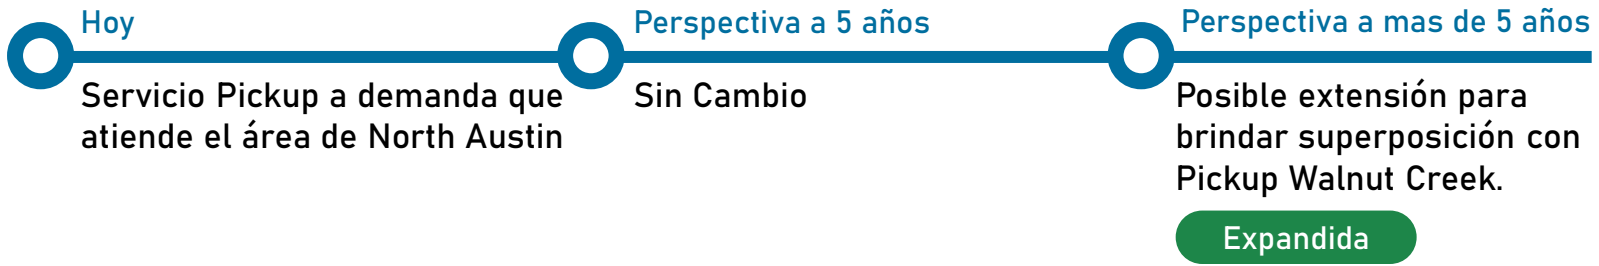 Hoy
Servicio Pickup a demanda que
atiende el área de North Austin
Perspectiva a 5 años
Sin Cambio
Perspectiva a mas de 5 años
Posible extensión para
brindar superposición con
Pickup Walnut Creek.
Expandida